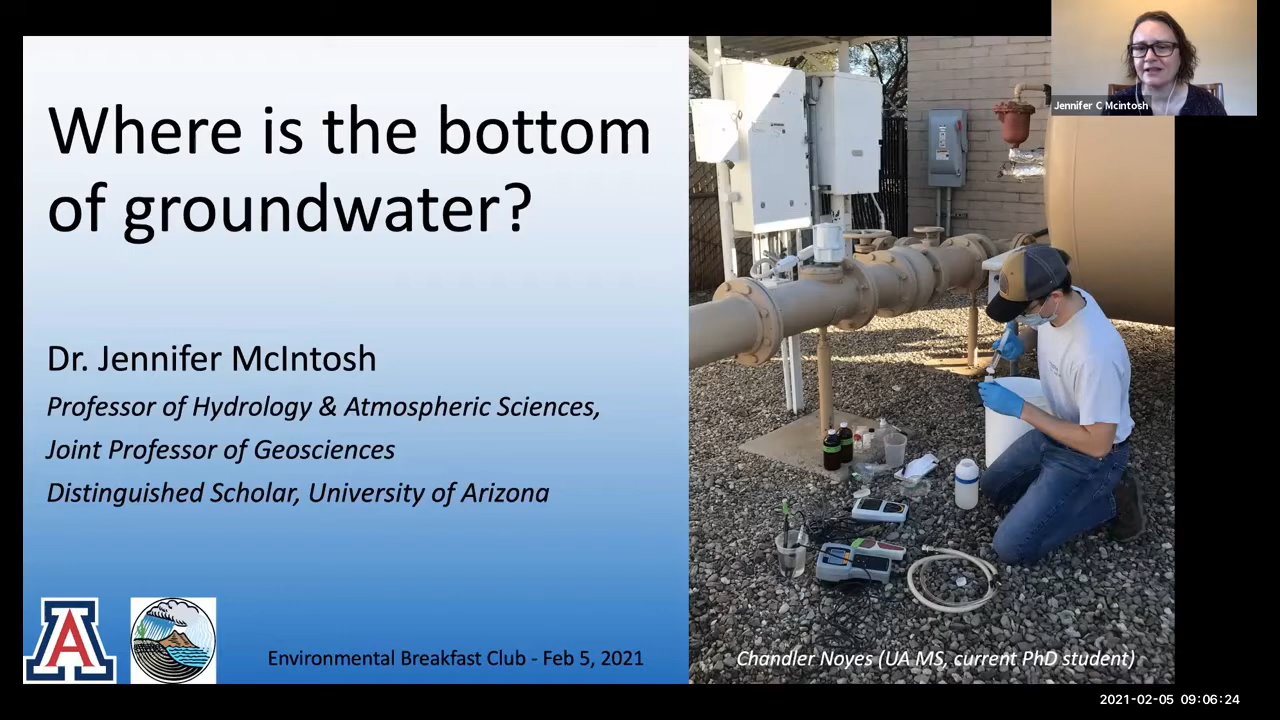 Where is the bottom
of groundwater?
Dr. Jennifer McIntosh
Professor of Hydrology & Atmospheric Sciences,
Joint Professor of Geosciences
Distinguished Scholar, University of Arizona
A
Environmental Breakfast Club - Feb 5, 2021
Chandler Noyes (UA MS, current PhD student)
Jennifer C Mcintosh
2021-02-05 09:06:24